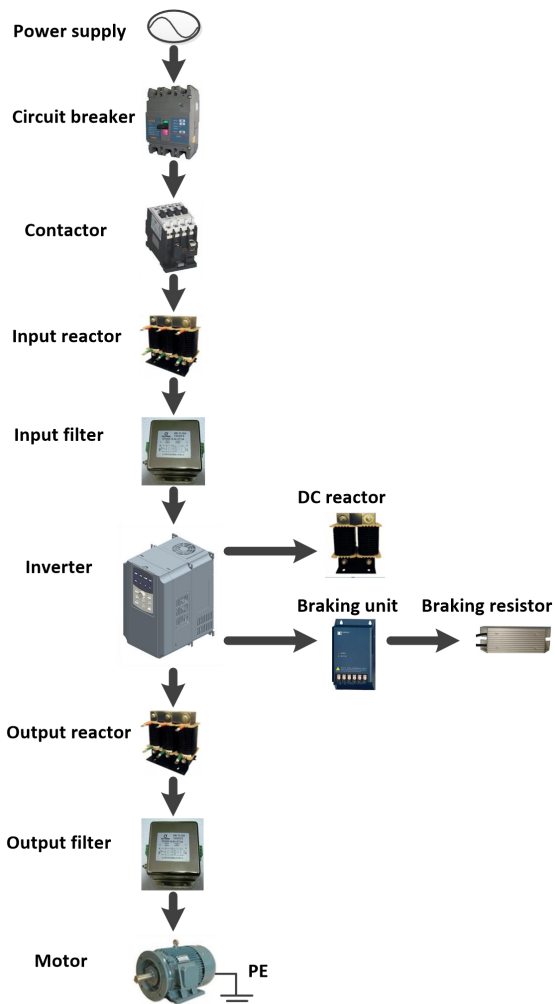 Power supply
Circuit breaker
Contactor
Input reactor
Input filter
DC reactor
Inverter
Braking unit
Braking resistor
Output reactor
Output filter
Motor
PE